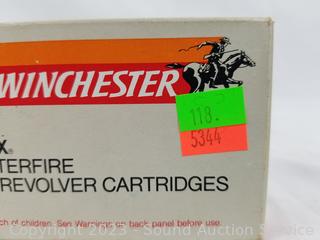 WINCHESTER
118.
5344
X®
TERFIRE
REVOLVER CARTRIDGES
ch of children. See Warnings on back panel before use.
Copyright 2023 - Sound Auction Service